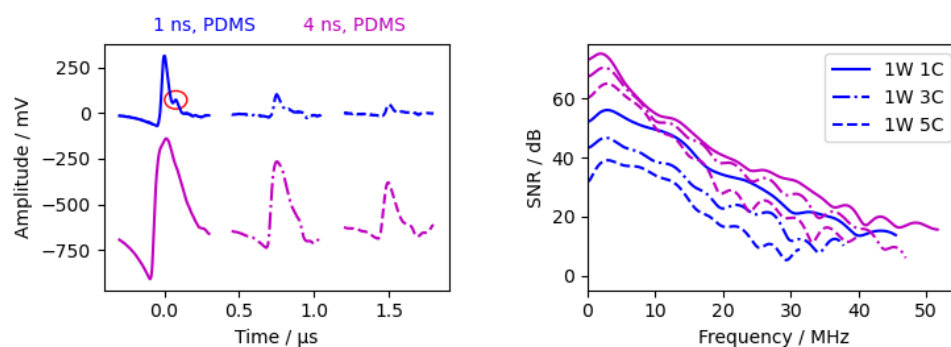 1 ns, PDMS
4 ns, PDMS
Amplitude / mV
250
0
−250
−500
−750
0.0
0.5
1.0
1.5
Time / µs
SNR / dB
60
40
20
0
0
10
20
30
40
50
Frequency / MHz
1W 1C
1W 3C
1W 5C